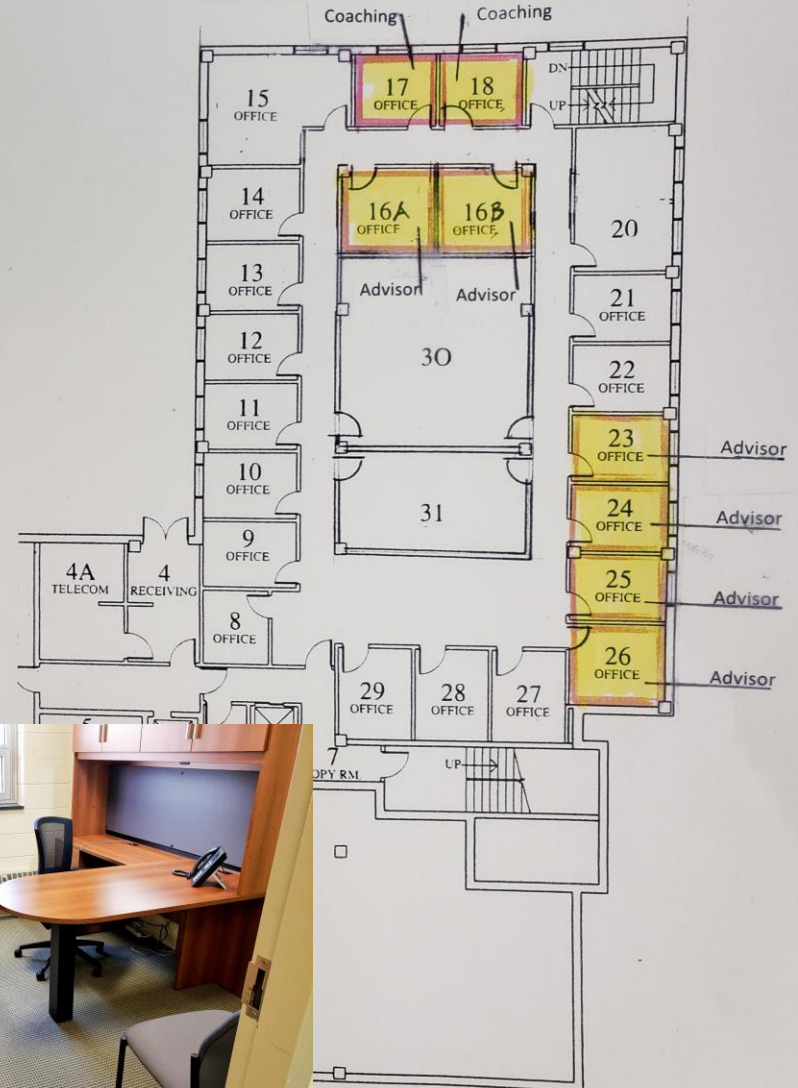 Coaching
Coaching
17
OFFICE
18
OFFICE
DN
UP
15
OFFICE
14
OFFICE
16A
OFFICE
16B
OFFICE
20
13
OFFICE
Advisor
Advisor
21
OFFICE
12
OFFICE
30
22
OFFICE
11
OFFICE
23
OFFICE
Advisor
10
OFFICE
31
24
OFFICE
Advisor
9
OFFICE
4A
TELECOM
4
RECEIVING
25
OFFICE
Advisor
8
OFFICE
26
OFFICE
Advisor
29
OFFICE
28
OFFICE
27
OFFICE
7
OPY RM.
UP